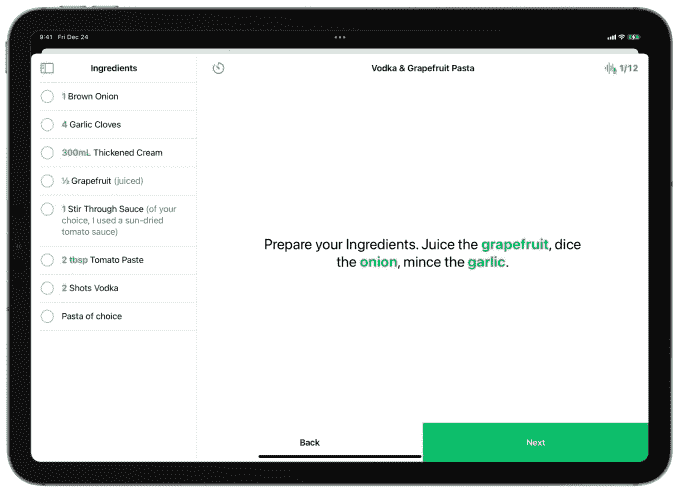 9:41 Fri Dec 24
Ingredients
1 Brown Onion
4 Garlic Cloves
300mL Thickened Cream
½ Grapefruit (juiced)
1 Stir Through Sauce (of your
choice, I used a sun-dried
tomato sauce)
2 tbsp Tomato Paste
2 Shots Vodka
Pasta of choice
Vodka & Grapefruit Pasta
1/12
Prepare your Ingredients. Juice the grapefruit, dice
the onion, mince the garlic.
Back
Next